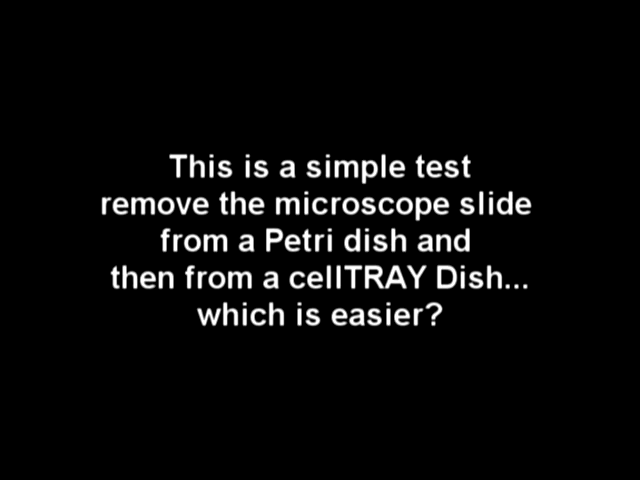 This is a simple test
remove the microscope slide
from a Petri dish and
then from a cellTRAY Dish...
which is easier?